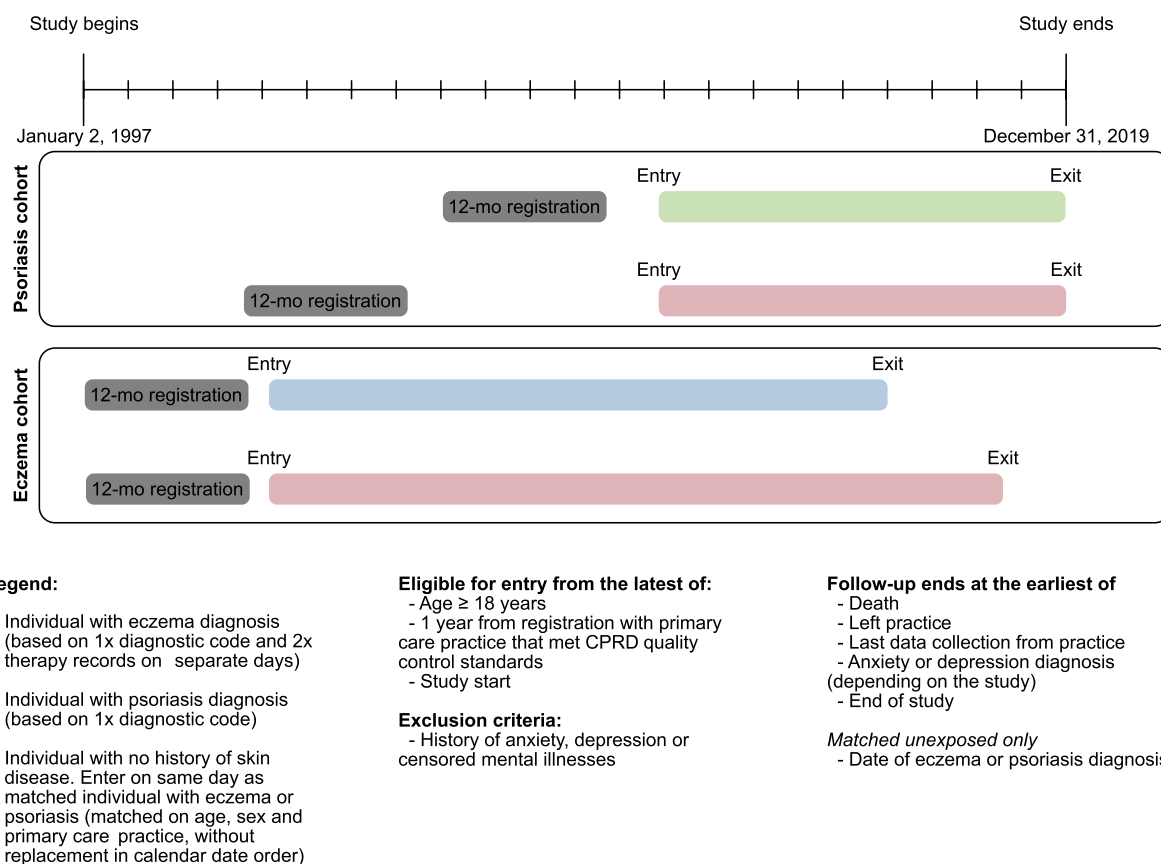 Study begins
Study ends
January 2, 1997
December 31, 2019
Psoriasis cohort
Entry
Exit
12-mo registration
Entry
Exit
12-mo registration
Eczema cohort
Entry
Exit
12-mo registration
Entry
Exit
12-mo registration
egend:
Individual with eczema diagnosis
(based on 1x diagnostic code and 2x
therapy records on separate days)
Individual with psoriasis diagnosis
(based on 1x diagnostic code)
Individual with no history of skin
disease. Enter on same day as
matched individual with eczema or
psoriasis (matched on age, sex and
primary care practice, without
replacement in calendar date order)
Eligible for entry from the latest of:
- Age ≥ 18 years
- 1 year from registration with primary
care practice that met CPRD quality
control standards
- Study start
Exclusion criteria:
- History of anxiety, depression or
censored mental illnesses
Follow-up ends at the earliest of
- Death
- Left practice
- Last data collection from practice
- Anxiety or depression diagnosis
(depending on the study)
- End of study
Matched unexposed only
- Date of eczema or psoriasis diagnosis